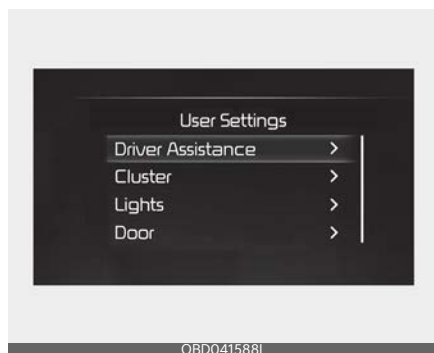 User Settings
Driver Assistance >
Cluster >
Lights >
Door >
OBD041588L